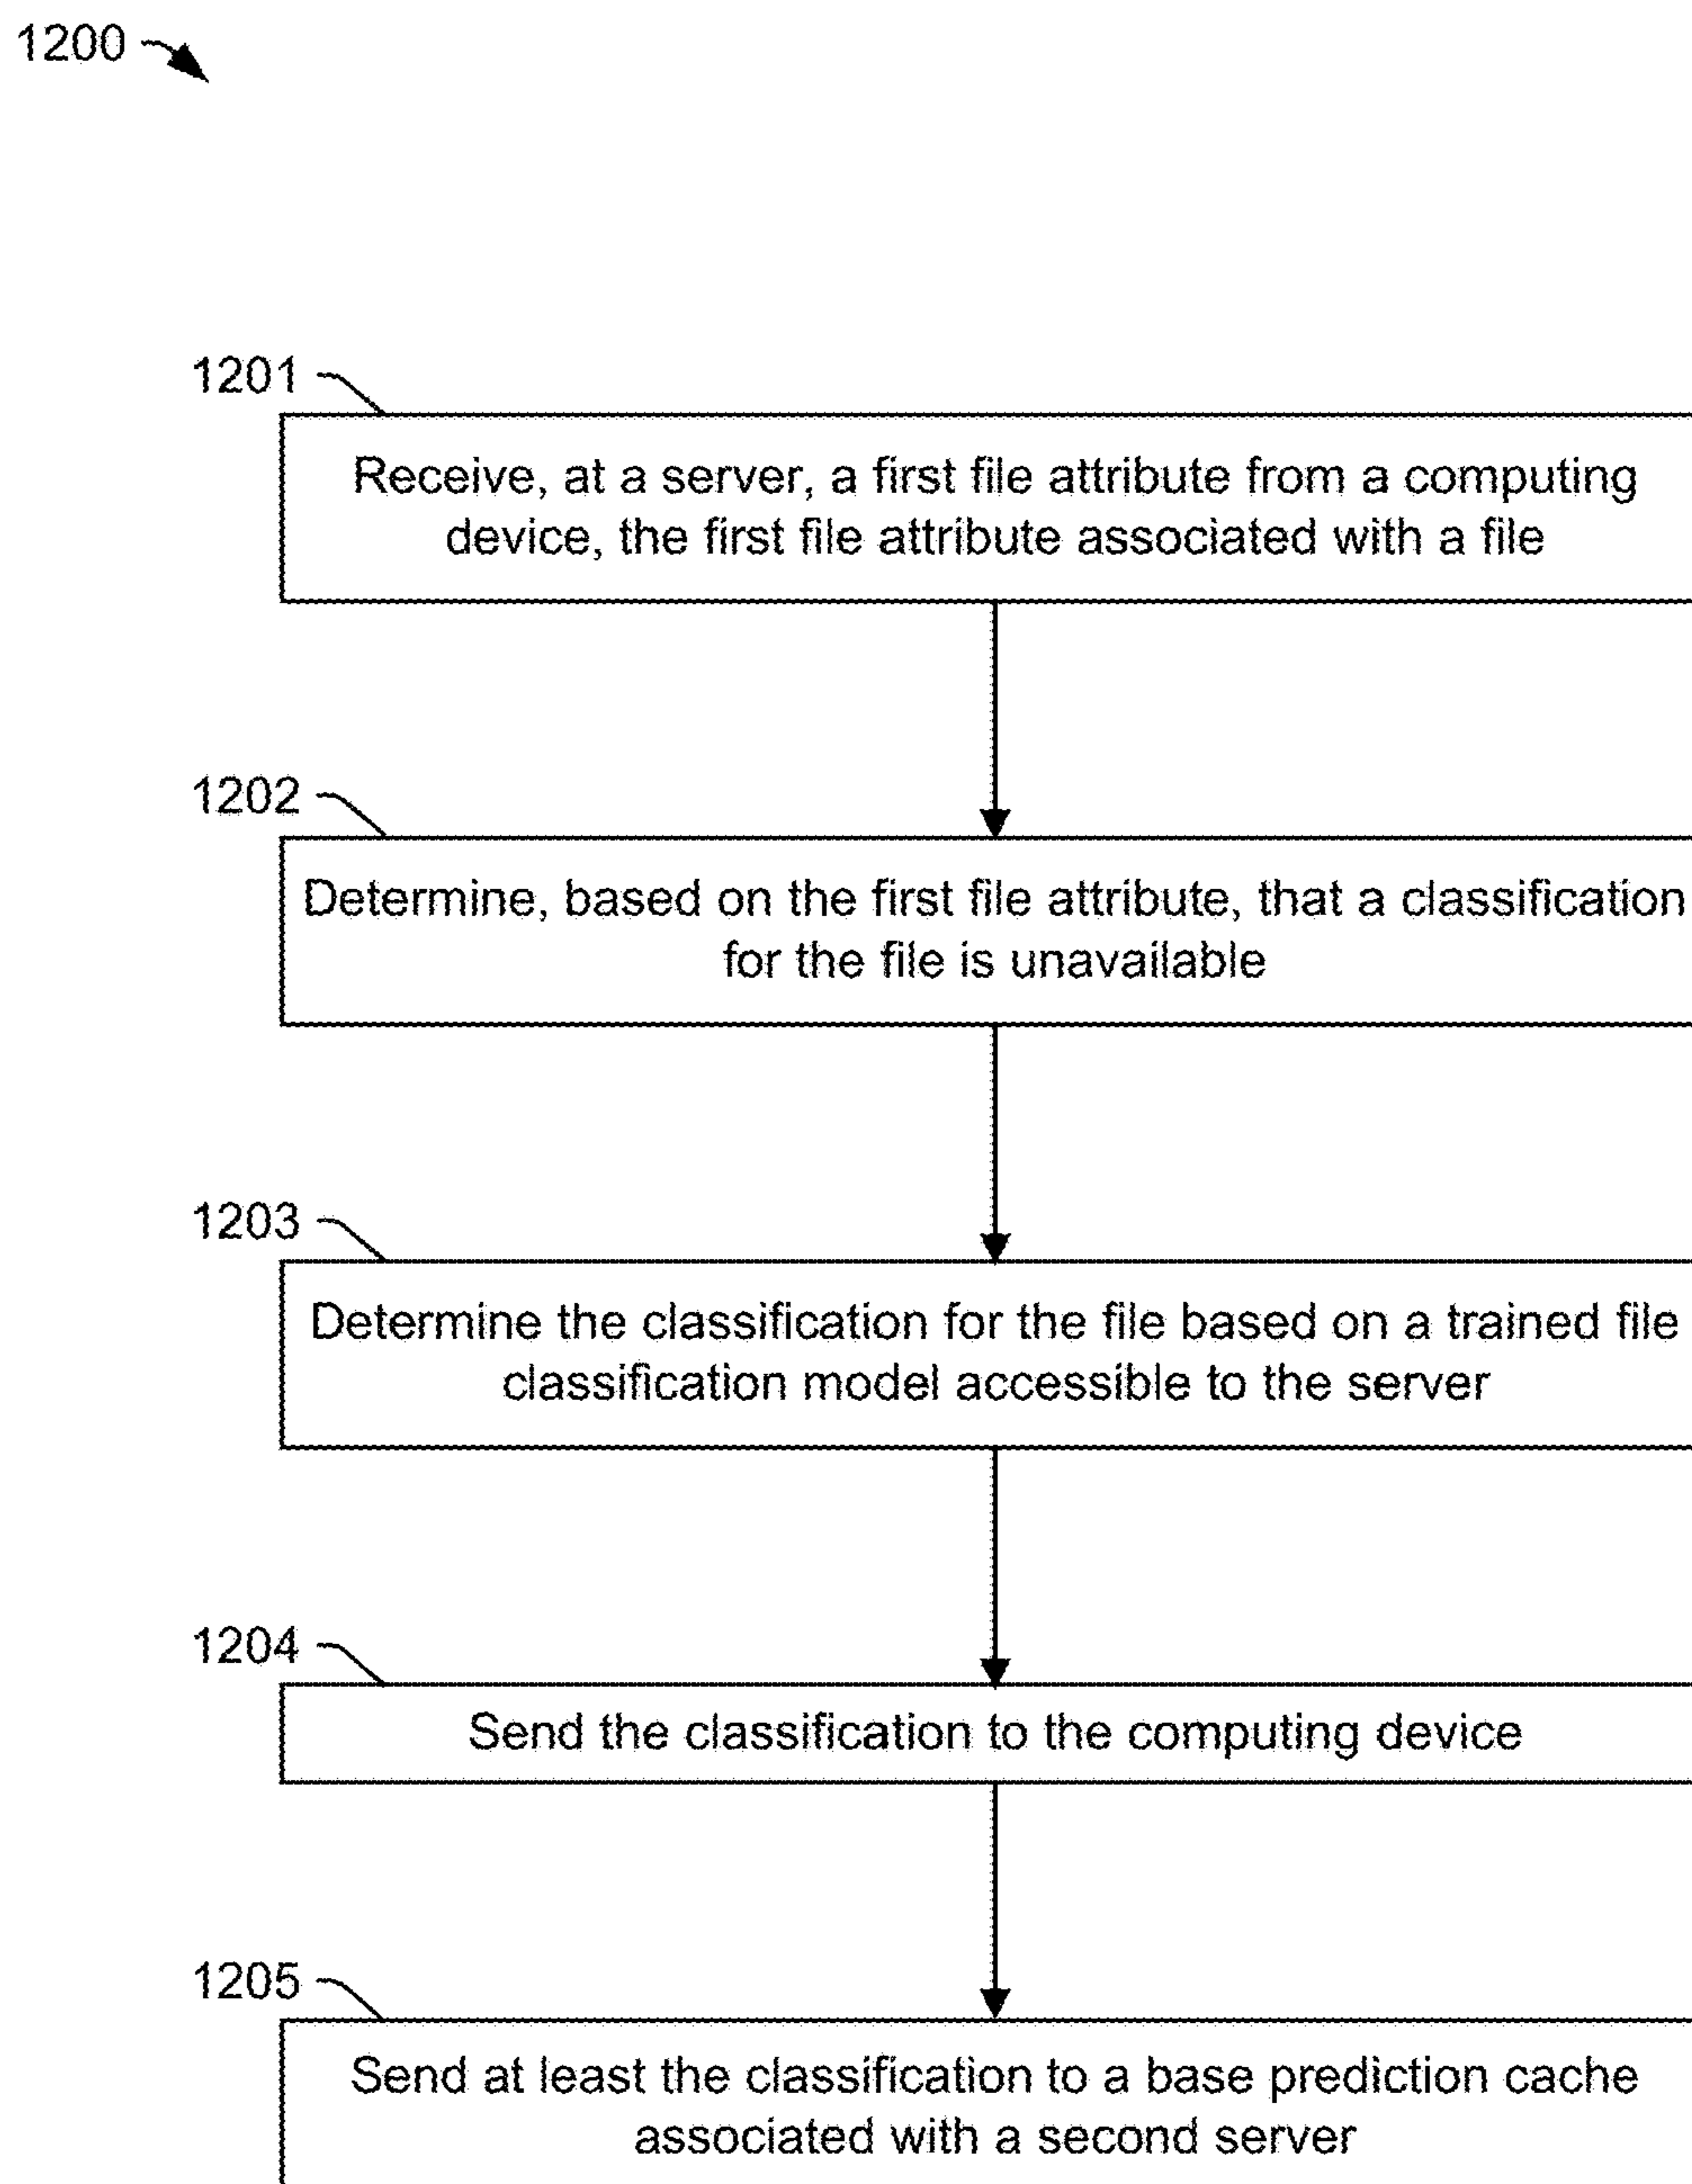 1200
1201
Receive, at a server, a first file attribute from a computing
device, the first file attribute associated with a file
1202
Determine, based on the first file attribute, that a classification
for the file is unavailable
1203
Determine the classification for the file based on a trained file
classification model accessible to the server
1204
Send the classification to the computing device
1205
Send at least the classification to a base prediction cache
associated with a second server